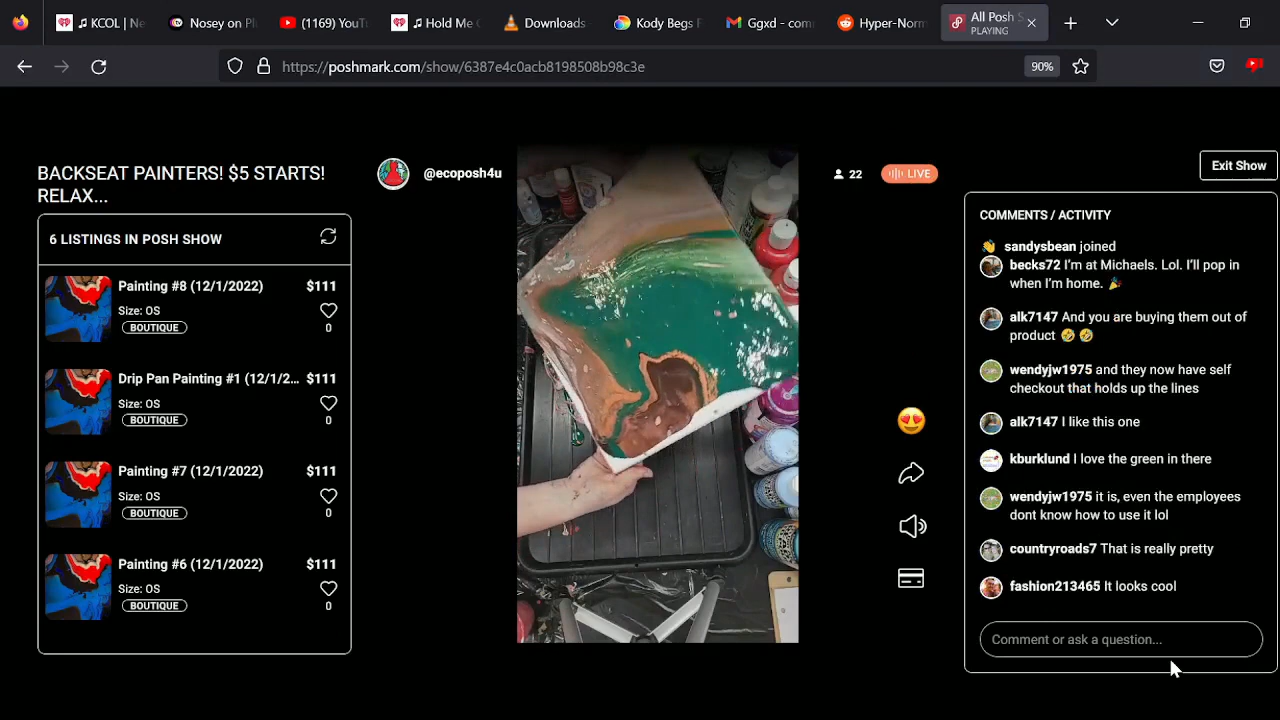 ♫ KCOL | Ne
Nosey on Pl
(1169) YouT
♫ Hold Me C
Downloads
Kody Begs F
Ggxd - com
Hyper-Norm
All Posh S
PLAYING
https://poshmark.com/show/6387e4c0acb8198508b98c3e
90%
BACKSEAT PAINTERS! $5 STARTS!
RELAX...
@ecoposh4u
22
LIVE
Exit Show
6 LISTINGS IN POSH SHOW
Painting #8 (12/1/2022) $111
Size: OS
BOUTIQUE
0
Drip Pan Painting #1 (12/1/2... $111
Size: OS
BOUTIQUE
0
Painting #7 (12/1/2022) $111
Size: OS
BOUTIQUE
0
Painting #6 (12/1/2022) $111
Size: OS
BOUTIQUE
0
COMMENTS / ACTIVITY
👋 sandysbean joined
becks72 I'm at Michaels. Lol. I'll pop in
when I'm home. 🎉
alk7147 And you are buying them out of
product 🤣 🤣
wendyjw1975 and they now have self
checkout that holds up the lines
alk7147 I like this one
kburklund I love the green in there
wendyjw1975 it is, even the employees
dont know how to use it lol
countryroads7 That is really pretty
fashion213465 It looks cool
Comment or ask a question...